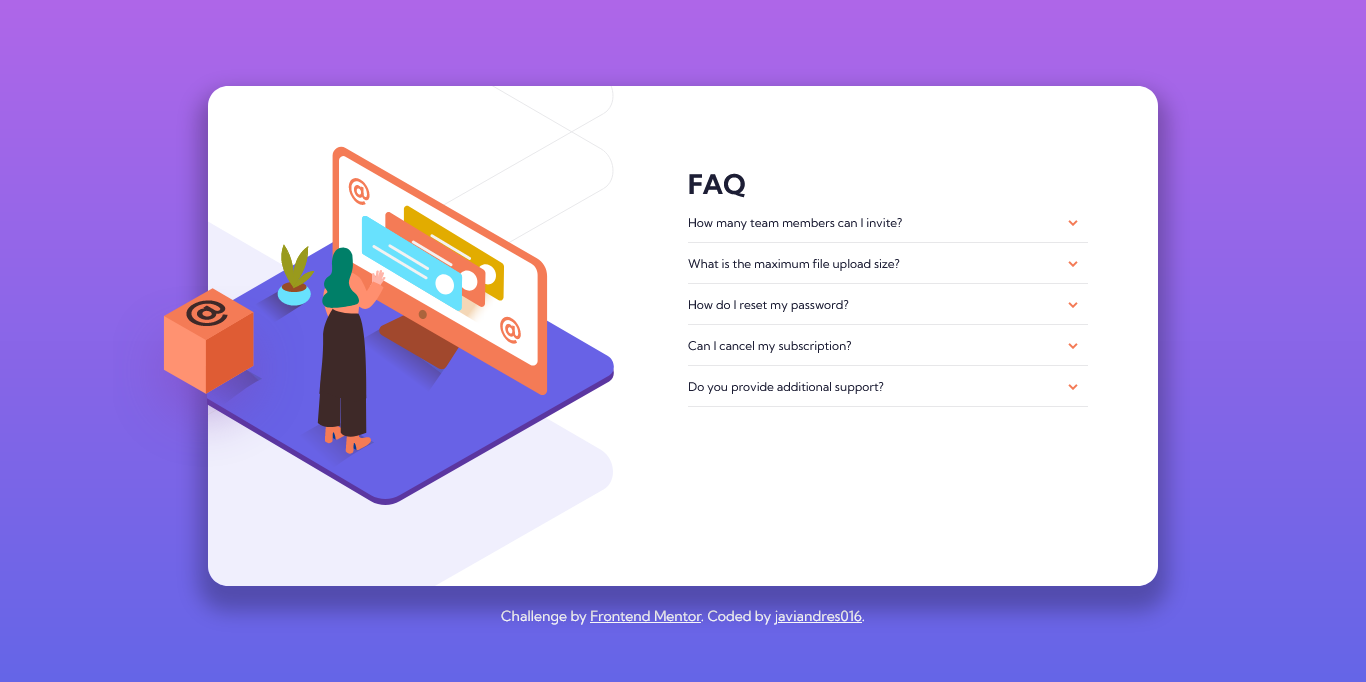 @
@
@
FAQ
How many team members can I invite?
What is the maximum file upload size?
How do I reset my password?
Can I cancel my subscription?
Do you provide additional support?
Challenge by Frontend Mentor. Coded by javiandres016.